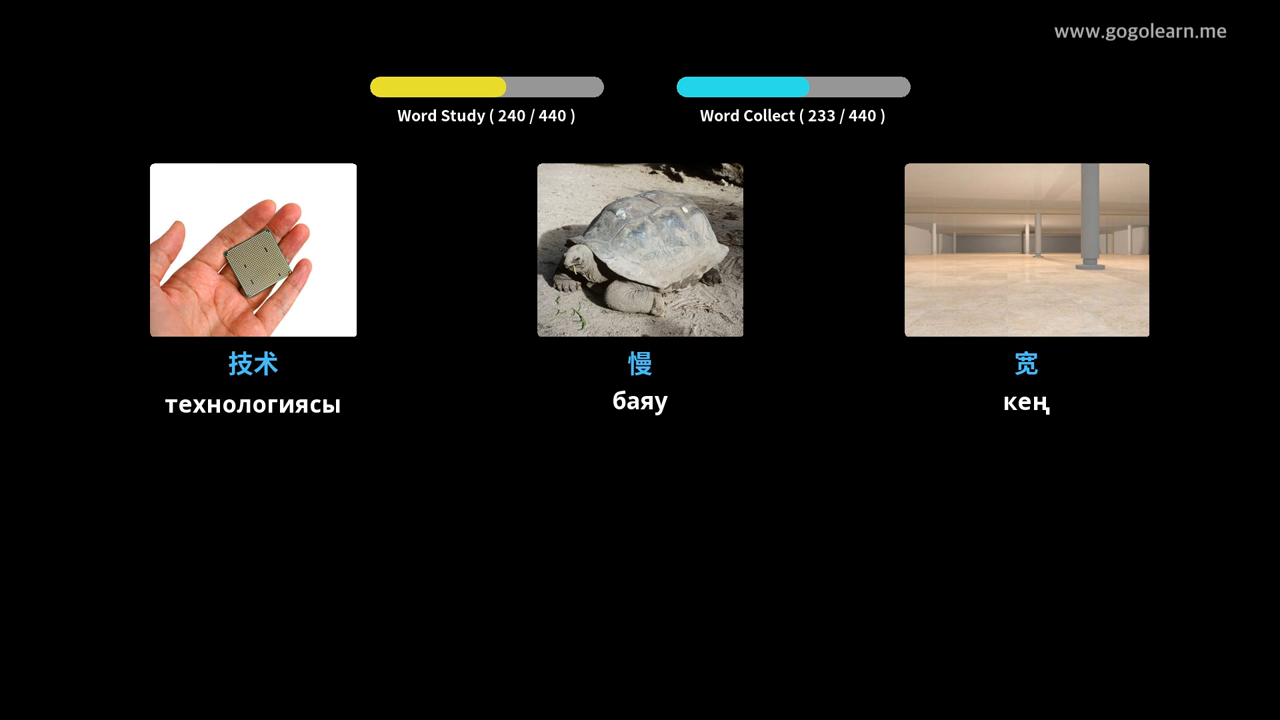 www.gogolearn.me
Word Study ( 240 / 440 )
Word Collect ( 233 / 440 )
技术
慢
宽
технологиясы
баяу
кең